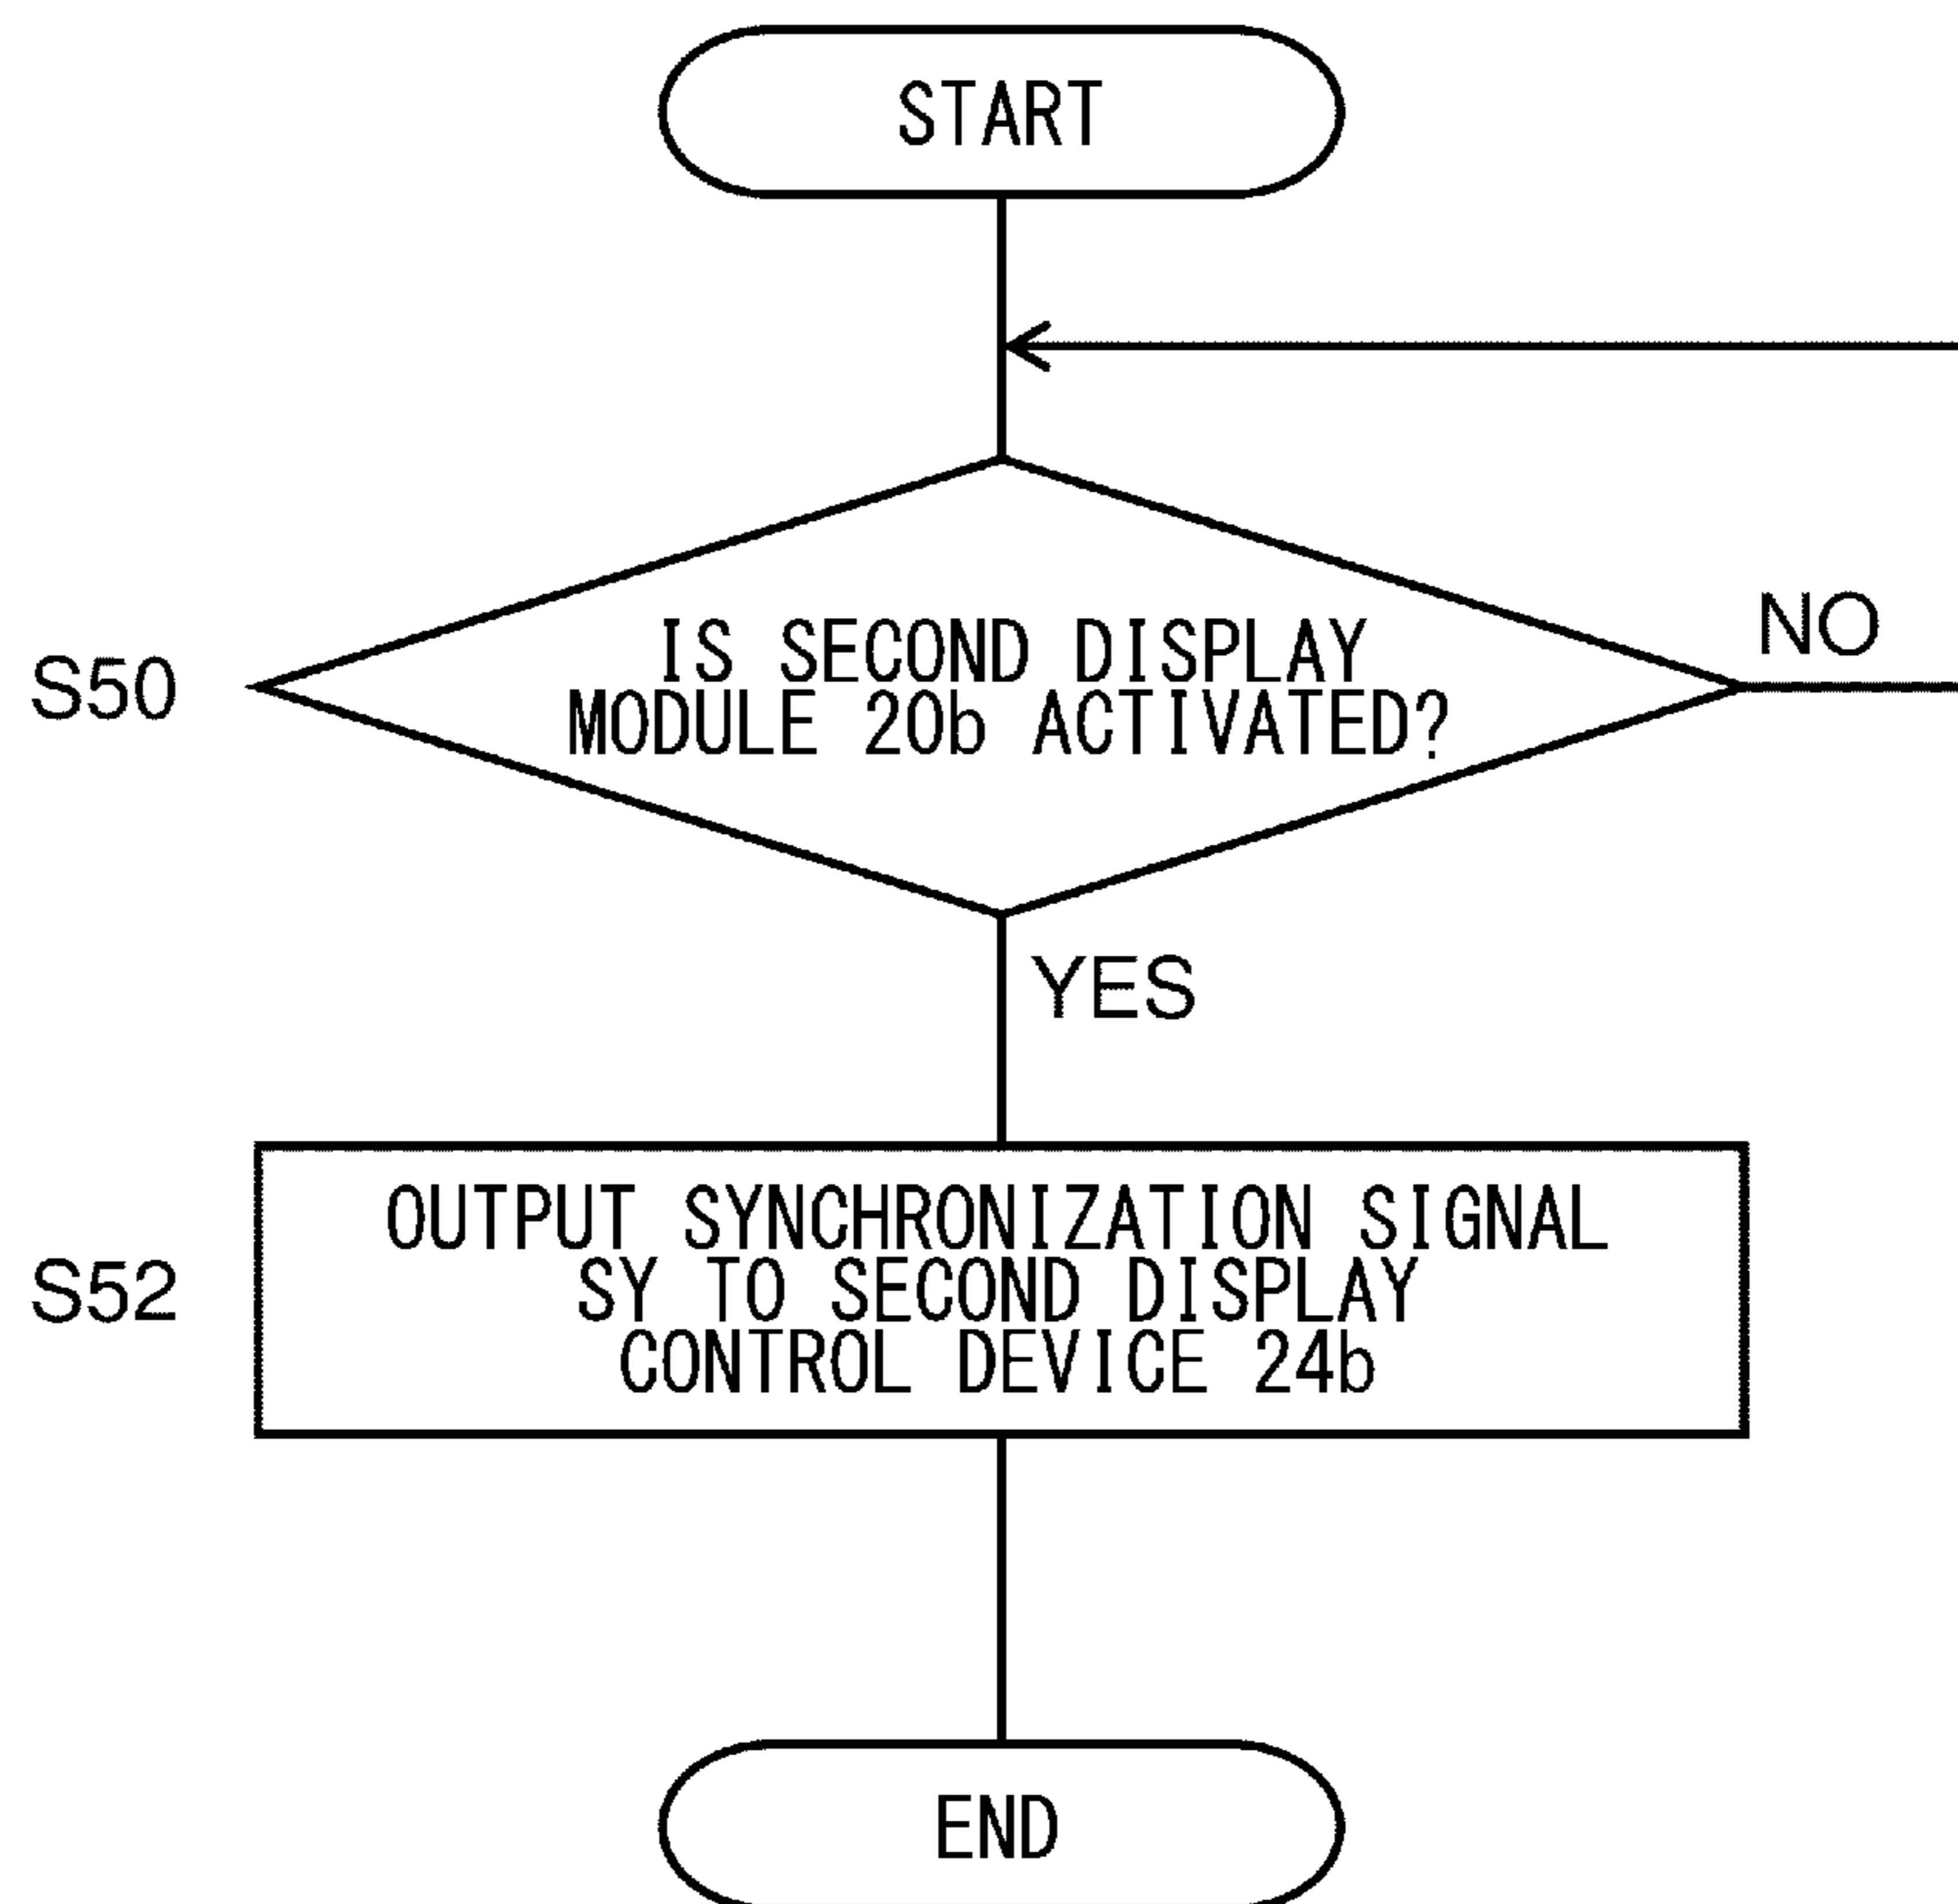 START
S50
IS SECOND DISPLAY
MODULE 20b ACTIVATED?
NO
YES
S52
OUTPUT SYNCHRONIZATION SIGNAL
SY TO SECOND DISPLAY
CONTROL DEVICE 24b
END